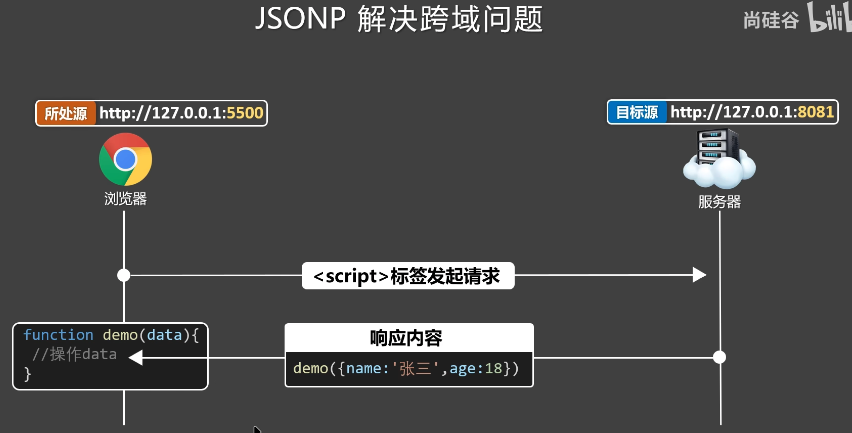 JSONP 解决跨域问题
尚硅谷 bilibili
所处源 http://127.0.0.1:5500
目标源 http://127.0.0.1:8081
浏览器
服务器
<script>标签发起请求
function demo(data){
//操作data
}
响应内容
demo({name:'张三',age:18})